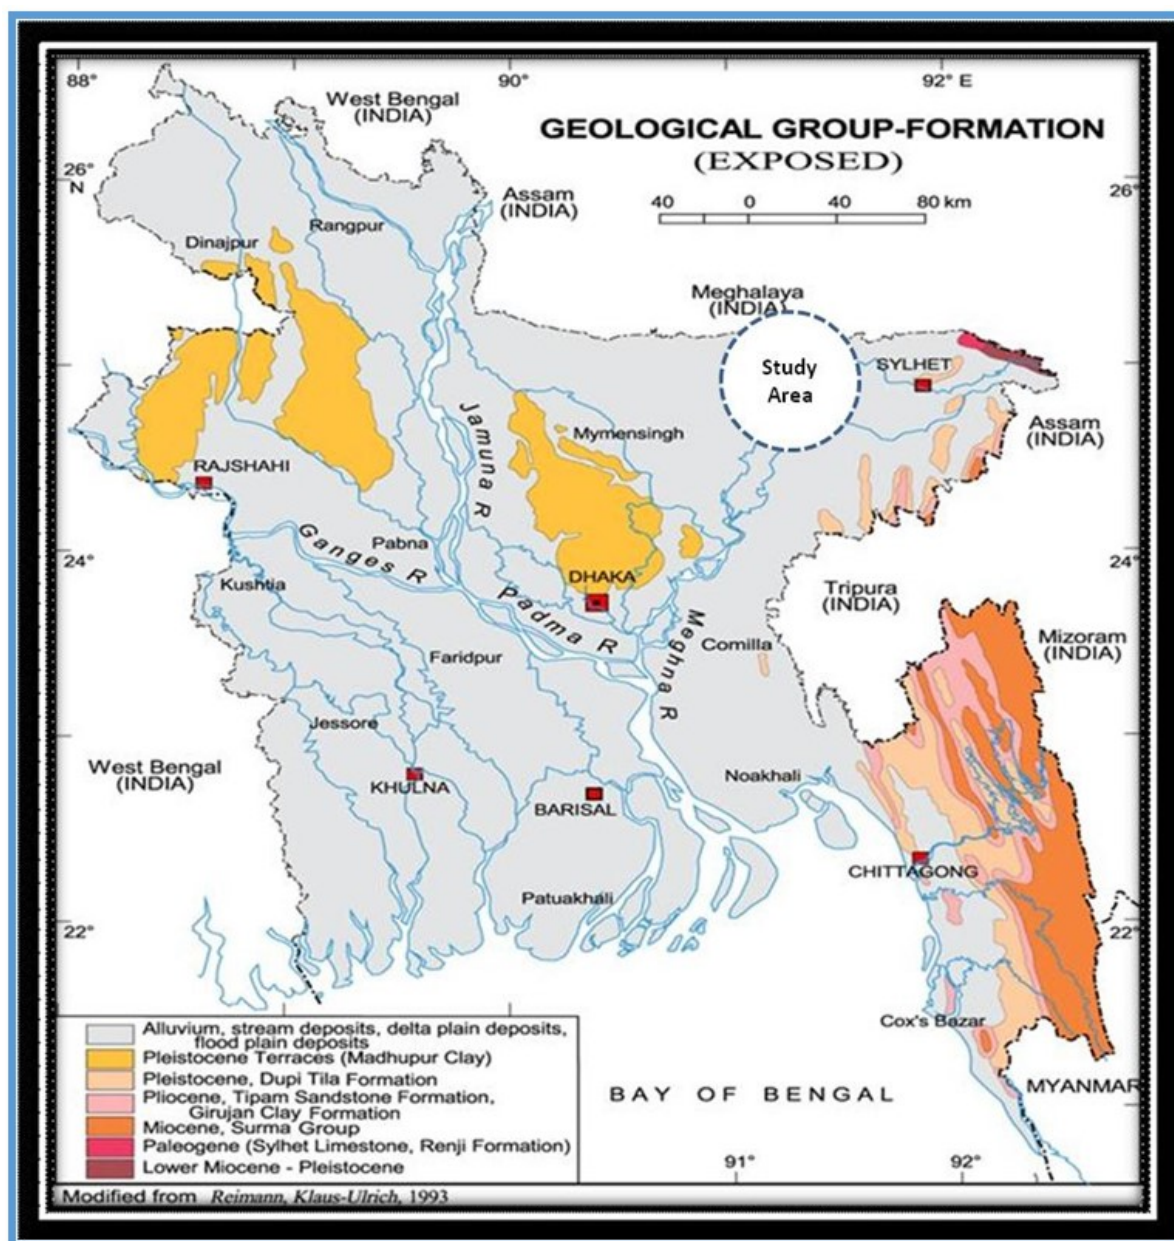 88°
90°
92° E
West Bengal
(INDIA)
GEOLOGICAL GROUP-FORMATION
(EXPOSED)
26°
N
26°
Assam
(INDIA)
40 0 40 80 km
Rangpur
Dinajpur
Meghalaya
(INDIA)
Study
Area
SYLHET
Assam
(INDIA)
Jamuna R
Mymensingh
RAJSHAHI
Ganges R
Pabna
24°
24°
Kushtia
DHAKA
Padma R
Meghna R
Tripura
(INDIA)
Comilla
Mizoram
(INDIA)
Faridpur
Jessore
West Bengal
(INDIA)
KHULNA
BARISAL
Noakhali
CHITTAGONG
Patuakhali
22°
22°
Cox's Bazar
Alluvium, stream deposits, delta plain deposits,
flood plain deposits
Pleistocene Terraces (Madhupur Clay)
Pleistocene, Dupi Tila Formation
Pliocene, Tipam Sandstone Formation,
Girujan Clay Formation
Miocene, Surma Group
Paleogene (Sylhet Limestone, Renji Formation)
Lower Miocene - Pleistocene
BAY OF BENGAL
MYANMAR
91°
92°
Modified from Reimann, Klaus-Ulrich, 1993